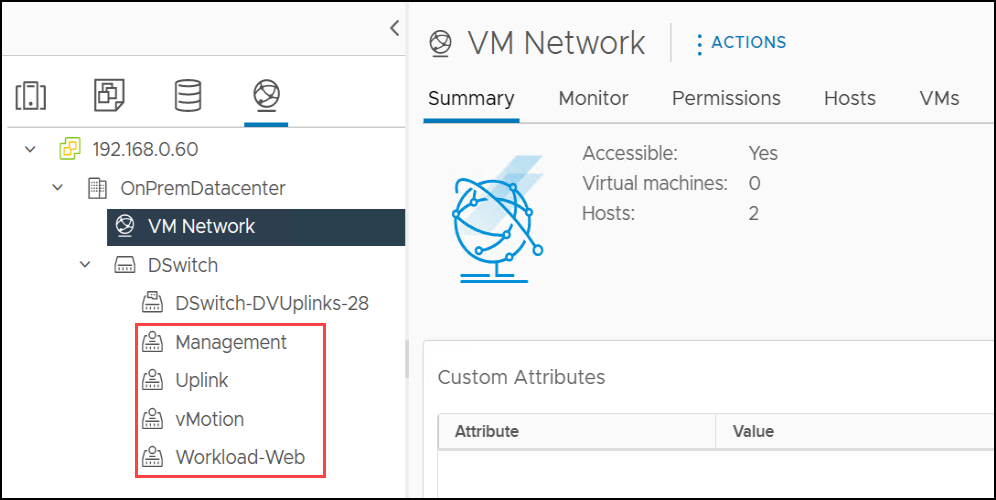 VM Network
ACTIONS
Summary Monitor Permissions Hosts VMs
192.168.0.60
OnPremDatacenter
VM Network
DSwitch
DSwitch-DVUplinks-28
Management
Uplink
vMotion
Workload-Web
Accessible: Yes
Virtual machines: 0
Hosts: 2
Custom Attributes
Attribute Value